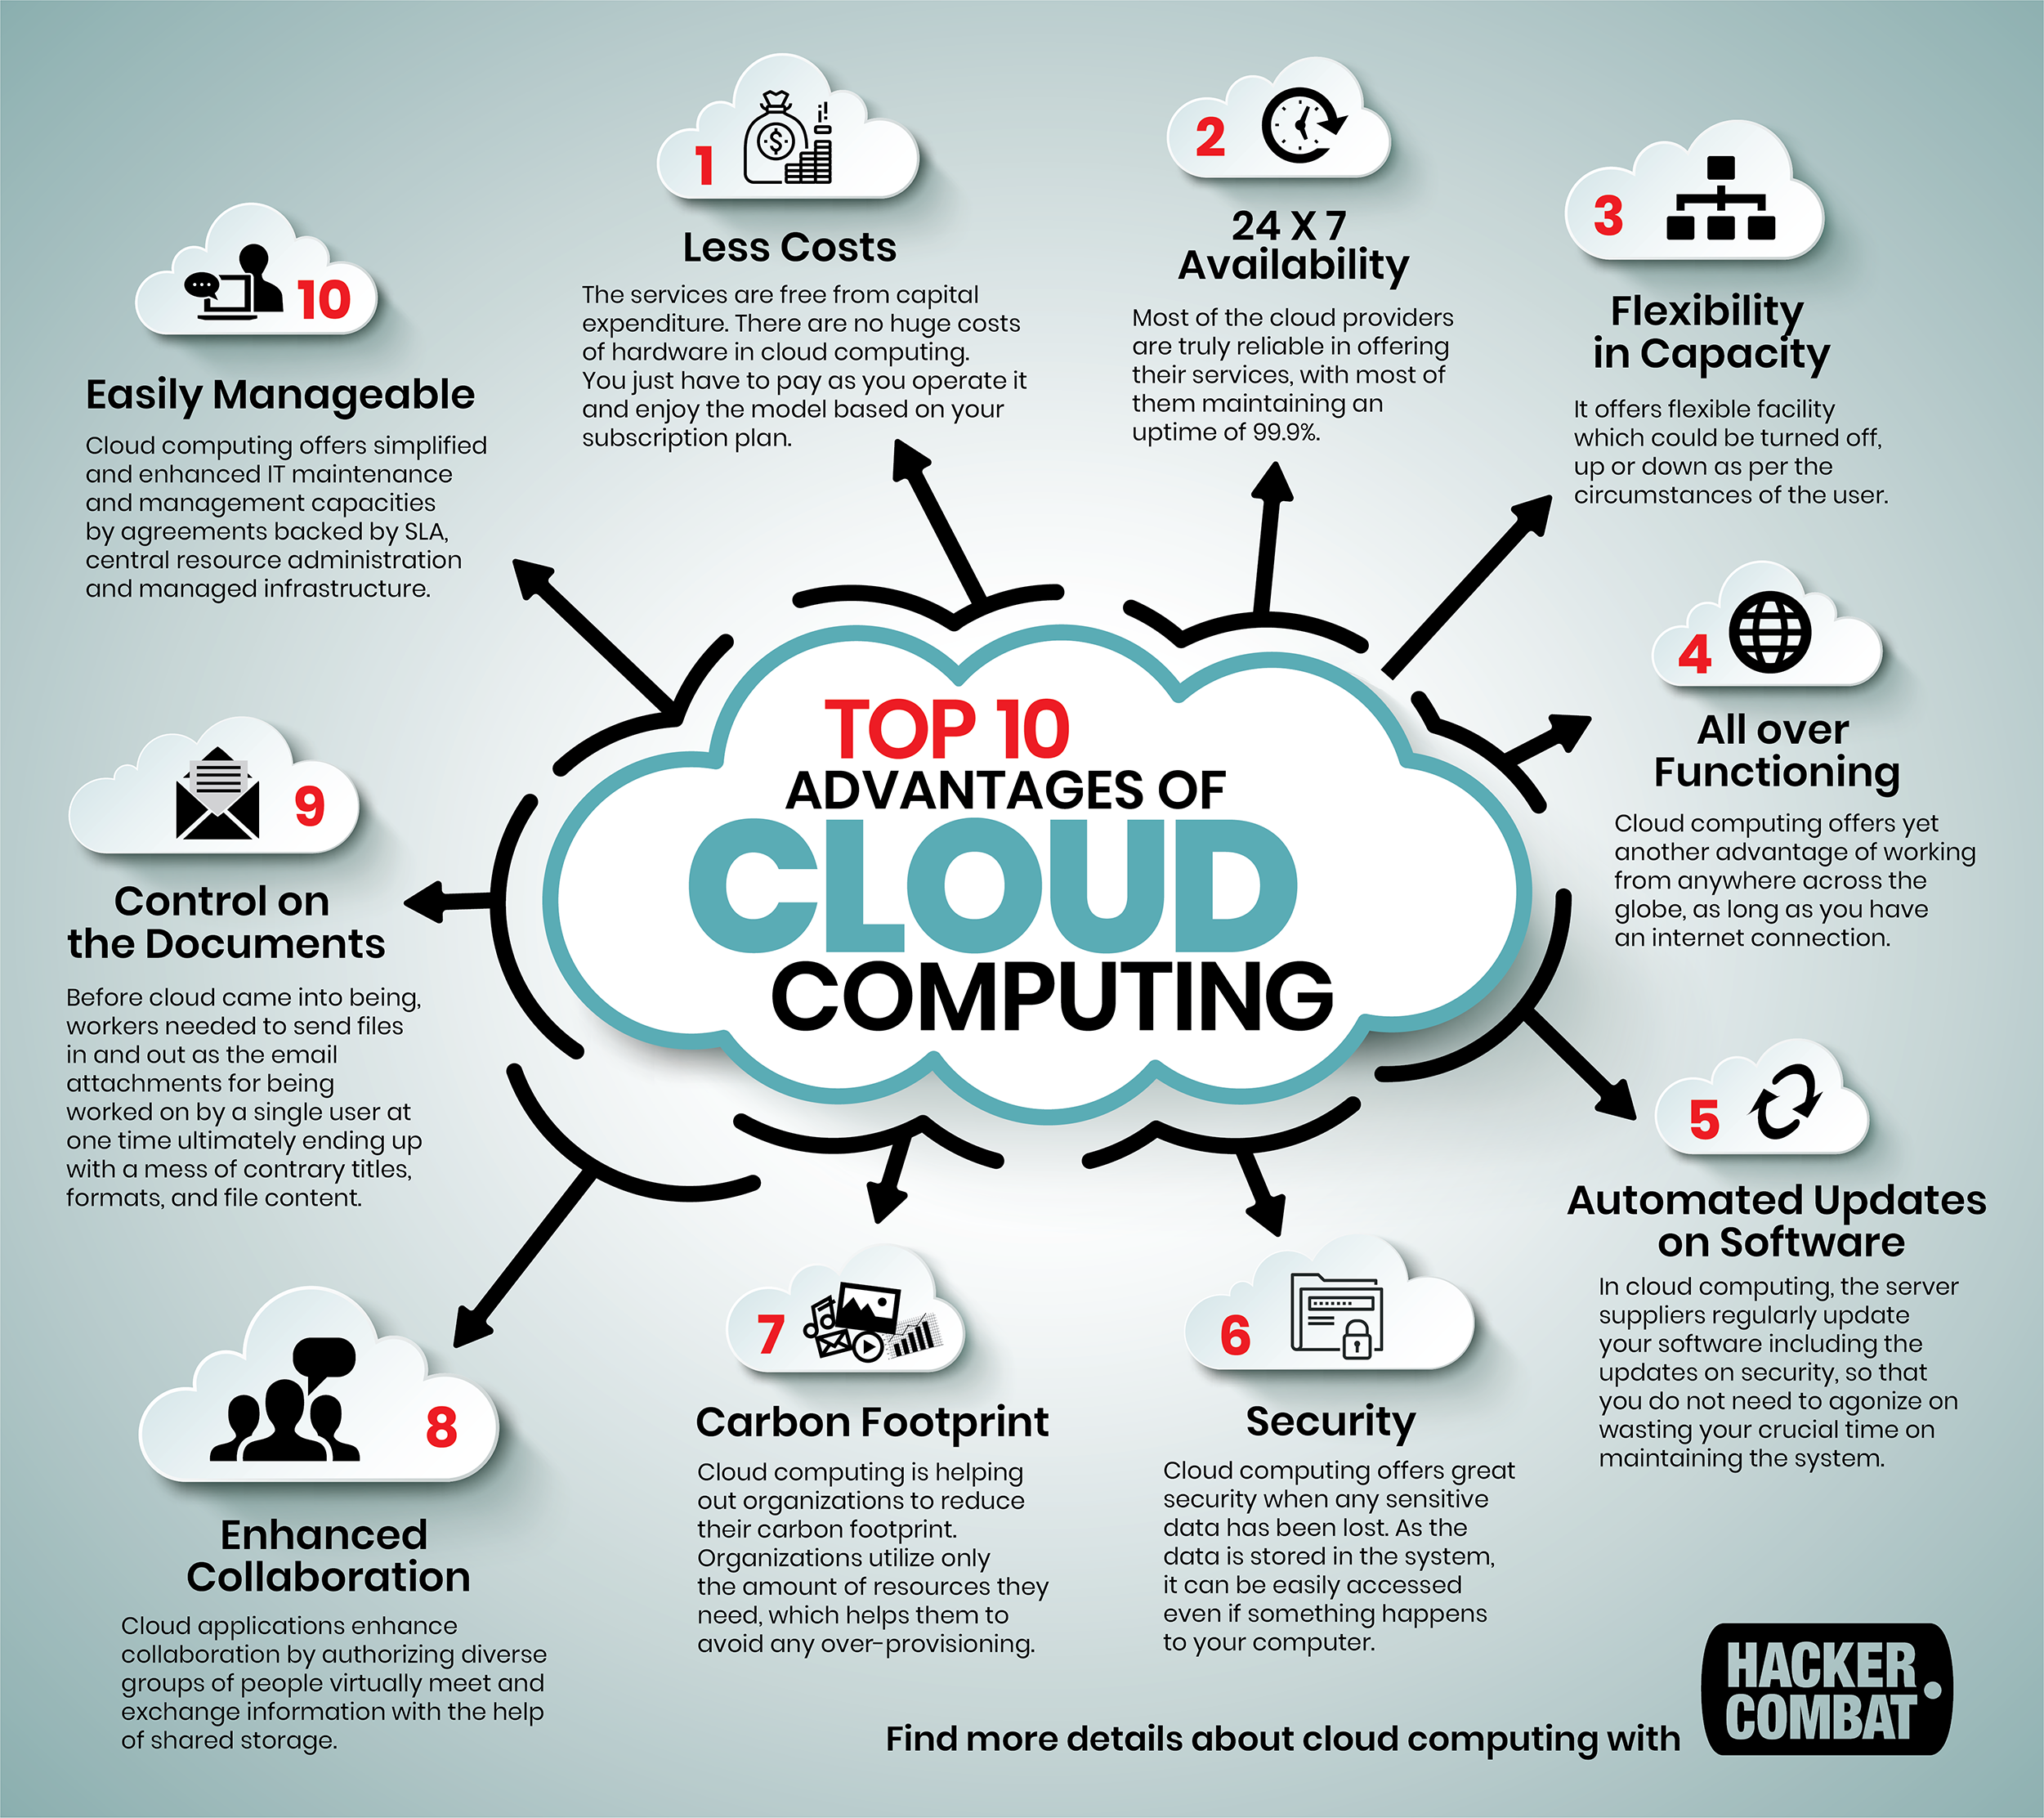 TOP 10
ADVANTAGES OF
CLOUD
COMPUTING
1
Less Costs
The services are free from capital
expenditure. There are no huge costs
of hardware in cloud computing.
You just have to pay as you operate it
and enjoy the model based on your
subscription plan.
2
24 X 7
Availability
Most of the cloud providers
are truly reliable in offering
their services, with most of
them maintaining an
uptime of 99.9%.
3
Flexibility
in Capacity
It offers flexible facility
which could be turned off,
up or down as per the
circumstances of the user.
4
All over
Functioning
Cloud computing offers yet
another advantage of working
from anywhere across the
globe, as long as you have
an internet connection.
5
Automated Updates
on Software
In cloud computing, the server
suppliers regularly update
your software including the
updates on security, so that
you do not need to agonize on
wasting your crucial time on
maintaining the system.
6
Security
Cloud computing offers great
security when any sensitive
data has been lost. As the
data is stored in the system,
it can be easily accessed
even if something happens
to your computer.
7
Carbon Footprint
Cloud computing is helping
out organizations to reduce
their carbon footprint.
Organizations utilize only
the amount of resources they
need, which helps them to
avoid any over-provisioning.
8
Enhanced
Collaboration
Cloud applications enhance
collaboration by authorizing diverse
groups of people virtually meet and
exchange information with the help
of shared storage.
9
Control on
the Documents
Before cloud came into being,
workers needed to send files
in and out as the email
attachments for being
worked on by a single user at
one time ultimately ending up
with a mess of contrary titles,
formats, and file content.
10
Easily Manageable
Cloud computing offers simplified
and enhanced IT maintenance
and management capacities
by agreements backed by SLA,
central resource administration
and managed infrastructure.
Find more details about cloud computing with
HACKER
COMBAT